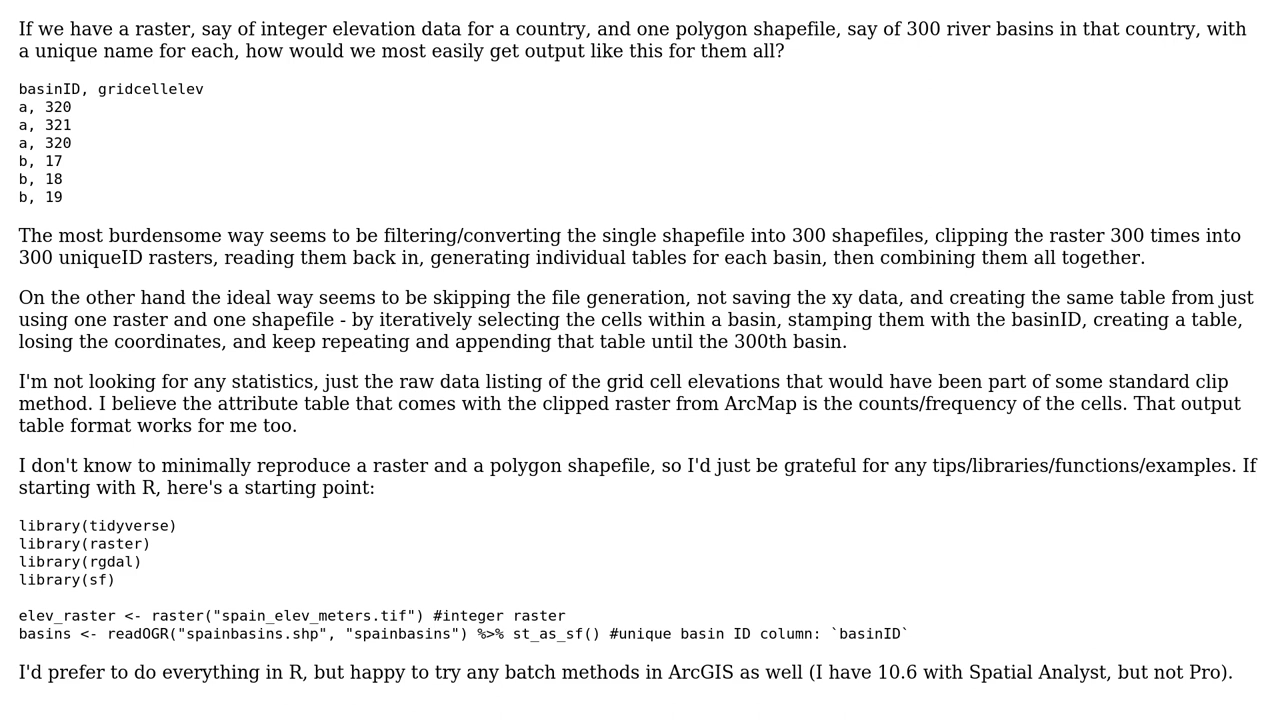 If we have a raster, say of integer elevation data for a country, and one polygon shapefile, say of 300 river basins in that country, with
a unique name for each, how would we most easily get output like this for them all?
basinID, gridcellelev
a, 320
a, 321
a, 320
b, 17
b, 18
b, 19
The most burdensome way seems to be filtering/converting the single shapefile into 300 shapefiles, clipping the raster 300 times into
300 uniqueID rasters, reading them back in, generating individual tables for each basin, then combining them all together.
On the other hand the ideal way seems to be skipping the file generation, not saving the xy data, and creating the same table from just
using one raster and one shapefile - by iteratively selecting the cells within a basin, stamping them with the basinID, creating a table,
losing the coordinates, and keep repeating and appending that table until the 300th basin.
I'm not looking for any statistics, just the raw data listing of the grid cell elevations that would have been part of some standard clip
method. I believe the attribute table that comes with the clipped raster from ArcMap is the counts/frequency of the cells. That output
table format works for me too.
I don't know to minimally reproduce a raster and a polygon shapefile, so I'd just be grateful for any tips/libraries/functions/examples. If
starting with R, here's a starting point:
library(tidyverse)
library(raster)
library(rgdal)
library(sf)
elev_raster <- raster("spain_elev_meters.tif") #integer raster
basins <- readOGR("spainbasins.shp", "spainbasins") %>% st_as_sf() #unique basin ID column: `basinID`
I'd prefer to do everything in R, but happy to try any batch methods in ArcGIS as well (I have 10.6 with Spatial Analyst, but not Pro).